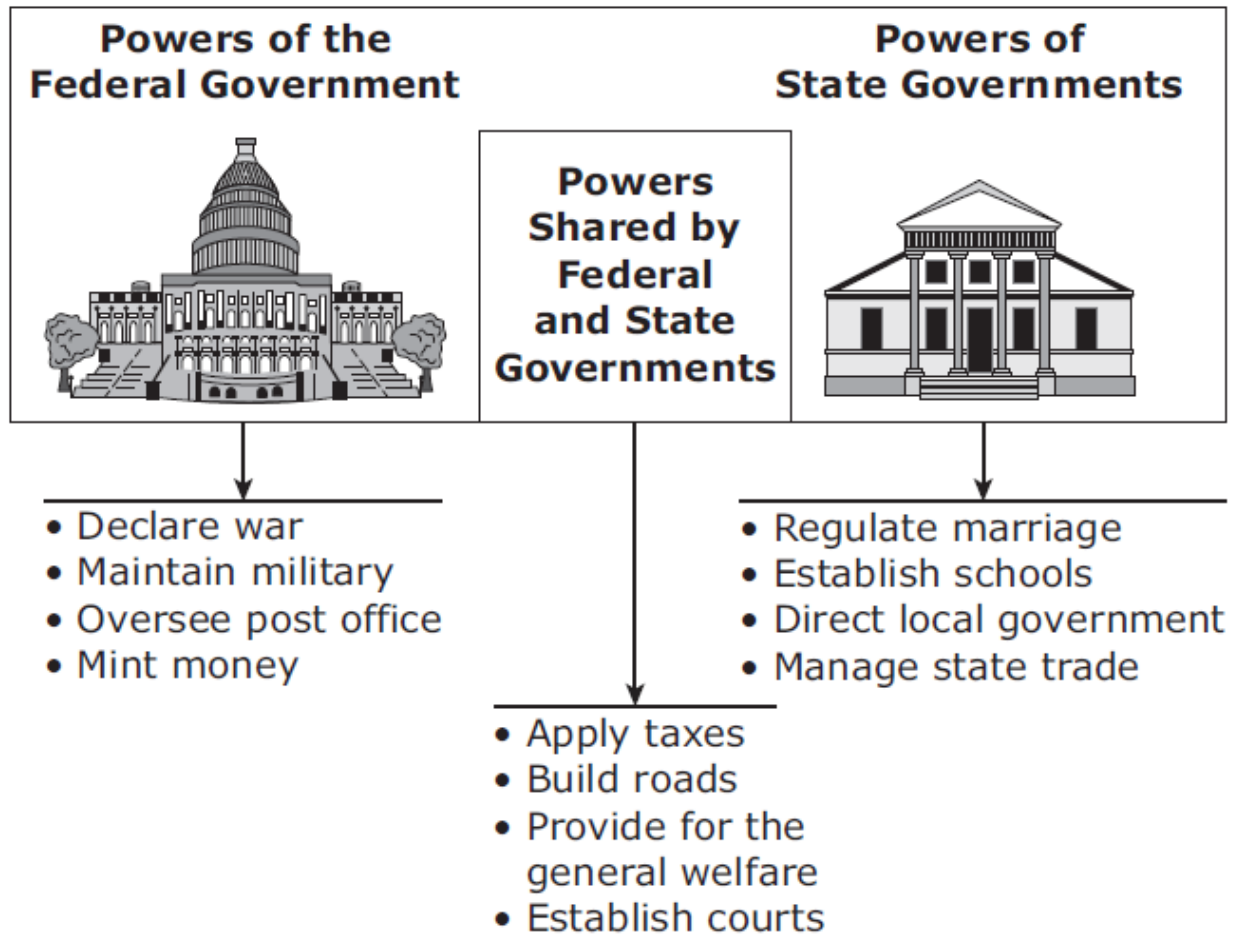 Powers of the
Federal Government
Powers Shared by
Federal
and State
Governments
Powers of
State Governments
• Declare war
• Maintain military
• Oversee post office
• Mint money
• Apply taxes
• Build roads
• Provide for the
general welfare
• Establish courts
• Regulate marriage
• Establish schools
• Direct local government
• Manage state trade